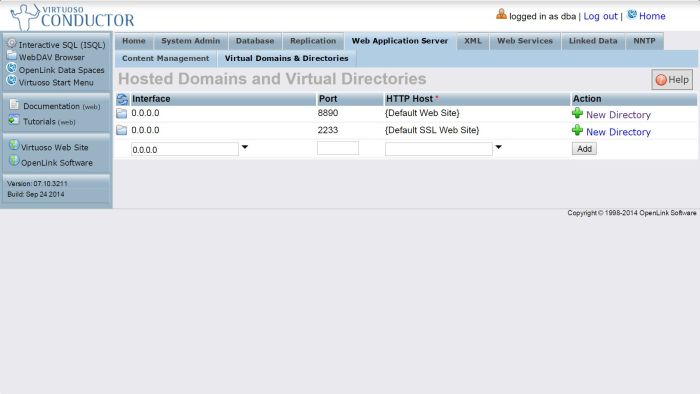 VIRTUOSO
CONDUCTOR
logged in as dba | Log out | Home
Interactive SQL (ISQL)
WebDAV Browser
OpenLink Data Spaces
Virtuoso Start Menu
Documentation (web)
Tutorials (web)
Virtuoso Web Site
OpenLink Software
Version: 07.10.3211
Build: Sep 24 2014
Home System Admin Database Replication Web Application Server XML Web Services Linked Data NNTP
Content Management Virtual Domains & Directories
Hosted Domains and Virtual Directories
Help
Interface Port HTTP Host * Action
0.0.0.0 8890 {Default Web Site} New Directory
0.0.0.0 2233 {Default SSL Web Site} New Directory
0.0.0.0 Add
Copyright © 1998-2014 OpenLink Software